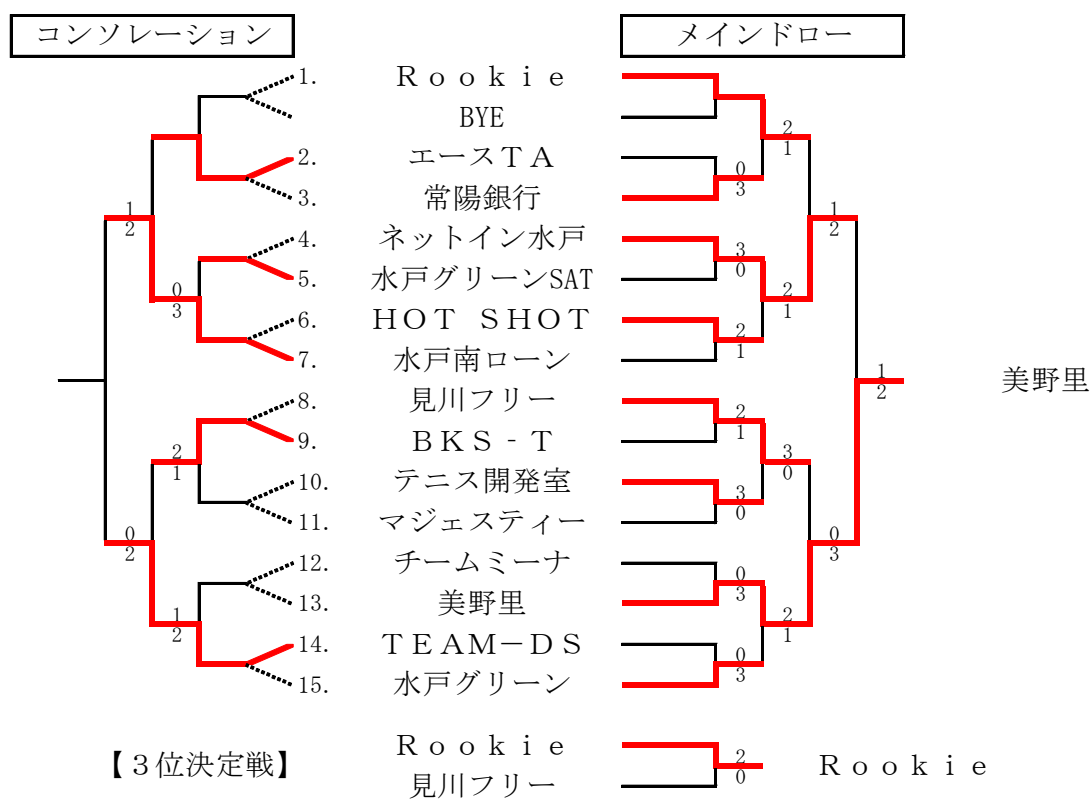 コンソレーション メインドロー
1. Ｒｏｏｋｉｅ
BYE
2 1
2. エースＴＡ
0 3
3. 常陽銀行
1 2 1 2
4. ネットイン水戸
3 0
5. 水戸グリーンSAT
0 3 2 1
6. ＨＯＴ ＳＨＯＴ
2 1
7. 水戸南ローン
1 2 美野里
8. 見川フリー
2 1
9. ＢＫＳ‐Ｔ
2 1 3 0
10. テニス開発室
3 0
11. マジェスティー
0 2 0 3
12. チームミーナ
0 3
13. 美野里
1 2 2 1
14. ＴＥＡＭ－ＤＳ
0 3
15. 水戸グリーン
【３位決定戦】 Ｒｏｏｋｉｅ
2 0 Ｒｏｏｋｉｅ
見川フリー